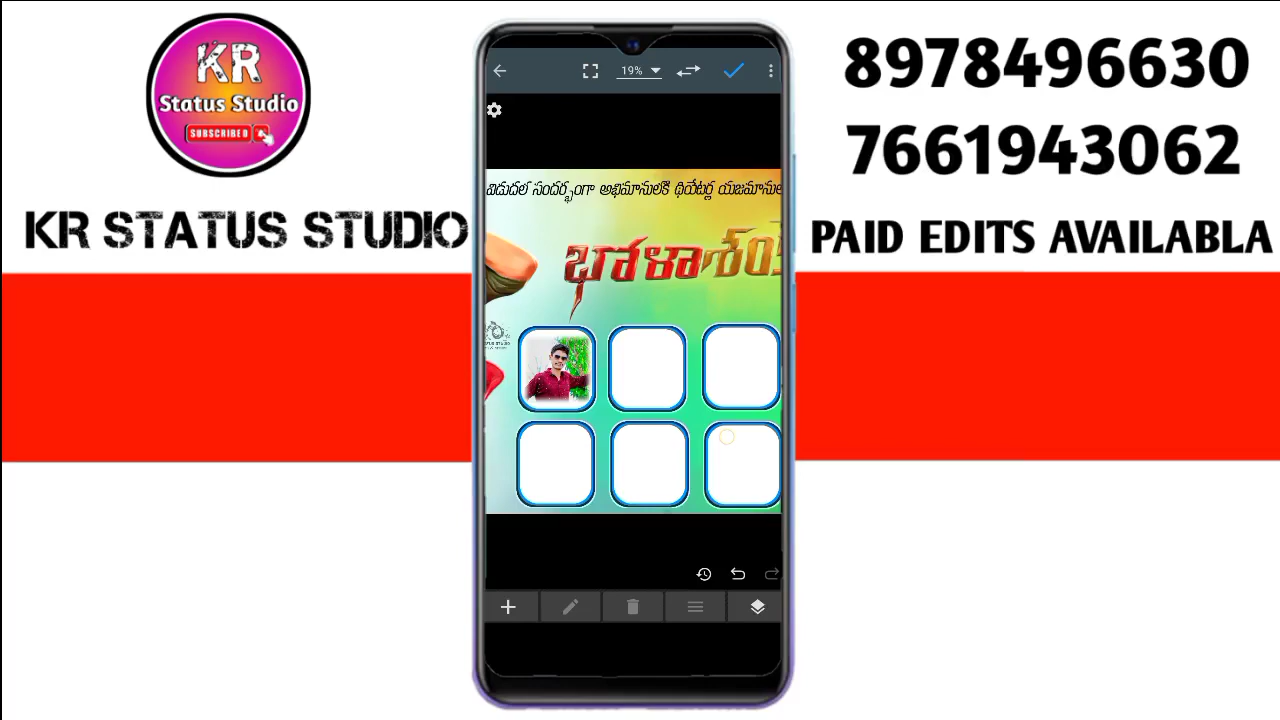 KR
Status Studio
SUBSCRIBED
KR STATUS STUDIO
19%
విడుదల సందర్భంగా అభిమానులకి థియేటర్ల యజమానుల
భోళాశం
8978496630
7661943062
PAID EDITS AVAILABLA